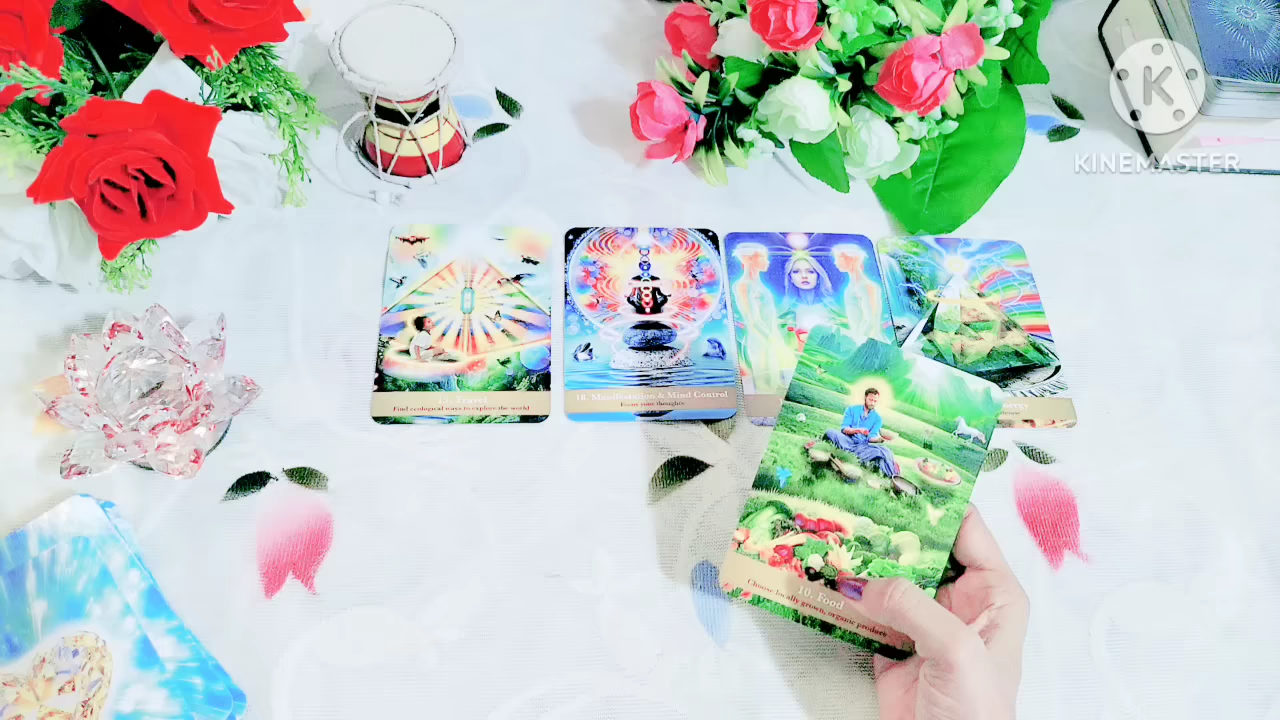 K
KINEMASTER
Travel
Find ecological ways to explore the world
18. Manifestation & Mind Control
Focus your thoughts
10. Food
Choose locally grown, organic produce